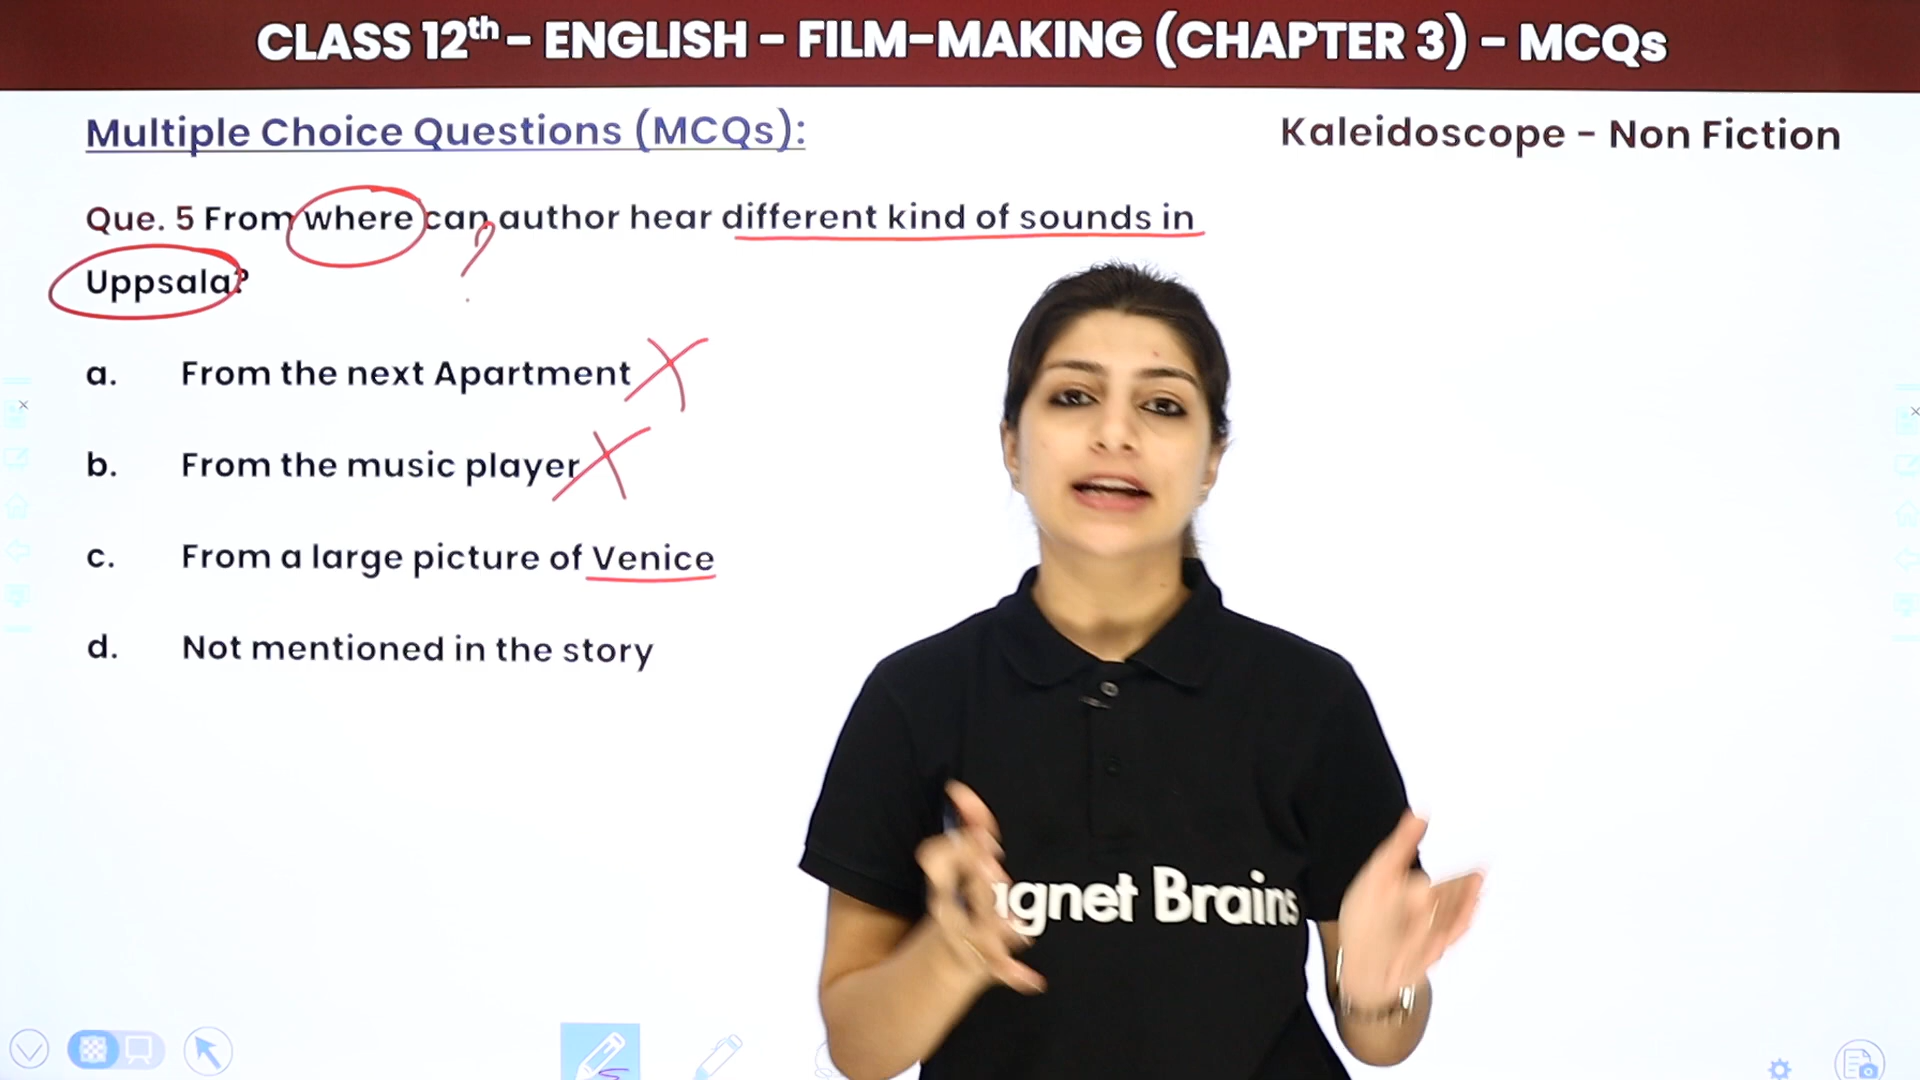 CLASS 12th - ENGLISH - FILM-MAKING (CHAPTER 3) - MCQs
Multiple Choice Questions (MCQs):
Kaleidoscope - Non Fiction
Que. 5 From where can author hear different kind of sounds in
Uppsala?
?
a. From the next Apartment
b. From the music player
c. From a large picture of Venice
d. Not mentioned in the story
agnet Brains